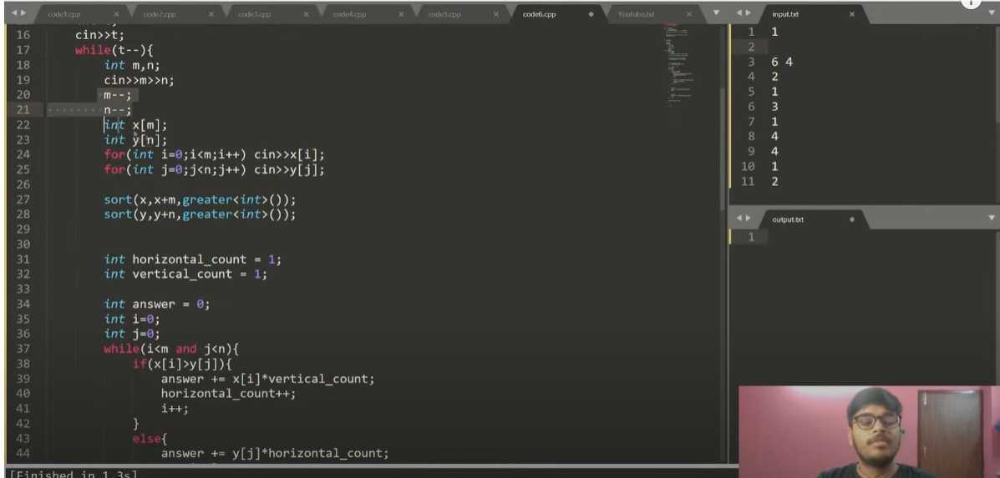 code1.cpp × code2.cpp × code3.cpp × code4.cpp × code5.cpp × code6.cpp Youtube.txt ×
16 cin>>t;
17 while(t--){
18 int m,n;
19 cin>>m>>n;
20 m--;
21 n--;
22 int x[m];
23 int y[n];
24 for(int i=0;i<m;i++) cin>>x[i];
25 for(int j=0;j<n;j++) cin>>y[j];
26
27 sort(x,x+m,greater<int>());
28 sort(y,y+n,greater<int>());
29
30
31 int horizontal_count = 1;
32 int vertical_count = 1;
33
34 int answer = 0;
35 int i=0;
36 int j=0;
37 while(i<m and j<n){
38 if(x[i]>y[j]){
39 answer += x[i]*vertical_count;
40 horizontal_count++;
41 i++;
42 }
43 else{
44 answer += y[j]*horizontal_count;
[Finished in 1.3s]
input.txt ×
1 1
2
3 6 4
4 2
5 1
6 3
7 1
8 4
9 4
10 1
11 2
output.txt
1